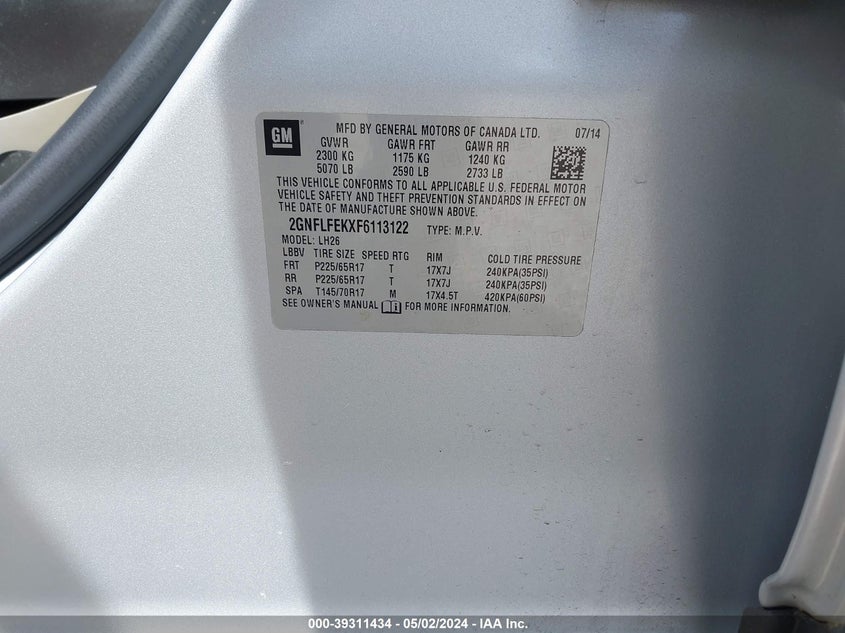 GM ®
MFD BY GENERAL MOTORS OF CANADA LTD. 07/14
GVWR GAWR FRT GAWR RR
2300 KG 1175 KG 1240 KG
5070 LB 2590 LB 2733 LB
THIS VEHICLE CONFORMS TO ALL APPLICABLE U.S. FEDERAL MOTOR
VEHICLE SAFETY AND THEFT PREVENTION STANDARDS IN EFFECT ON
THE DATE OF MANUFACTURE SHOWN ABOVE.
2GNFLFEKXF6113122 TYPE: M.P.V.
MODEL: LH26
LBBV TIRE SIZE SPEED RTG RIM COLD TIRE PRESSURE
FRT P225/65R17 T 17X7J 240KPA(35PSI)
RR P225/65R17 T 17X7J 240KPA(35PSI)
SPA T145/70R17 M 17X4.5T 420KPA(60PSI)
SEE OWNER'S MANUAL FOR MORE INFORMATION.
000-39311434 - 05/02/2024 - IAA Inc.